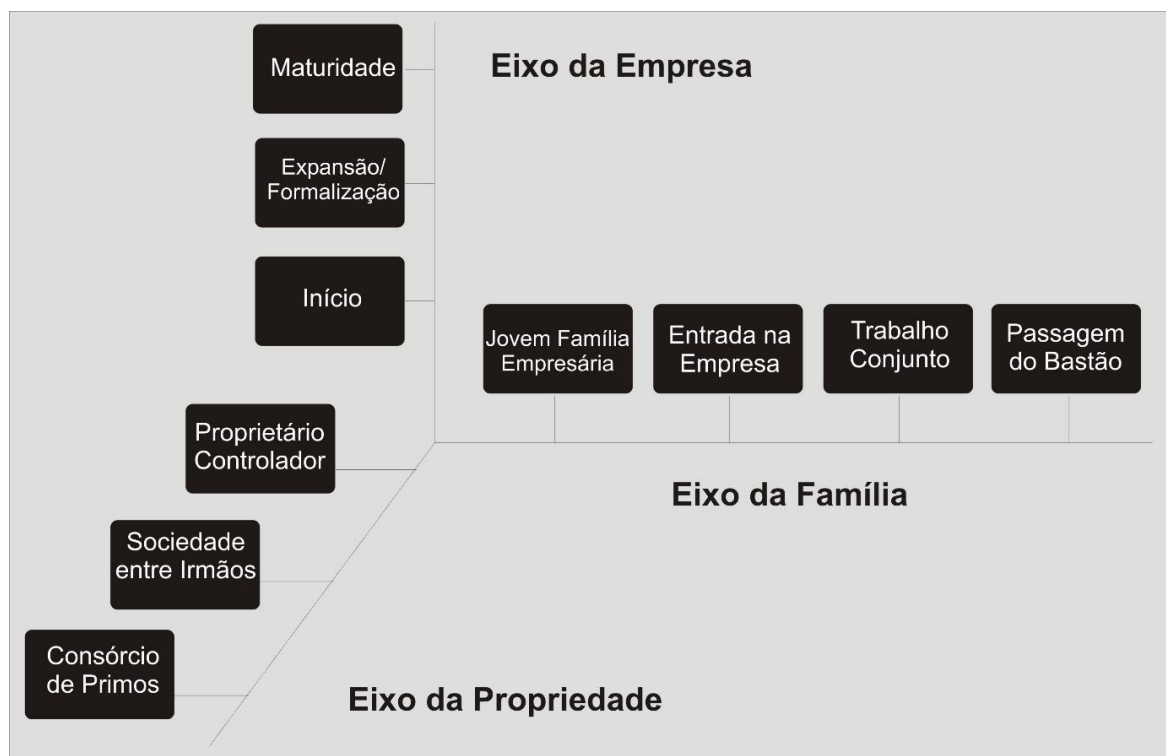 Maturidade
Eixo da Empresa
Expansão/
Formalização
Início
Jovem Família
Empresária
Entrada na
Empresa
Trabalho
Conjunto
Passagem
do Bastão
Proprietário
Controlador
Eixo da Família
Sociedade
entre Irmãos
Consórcio
de Primos
Eixo da Propriedade